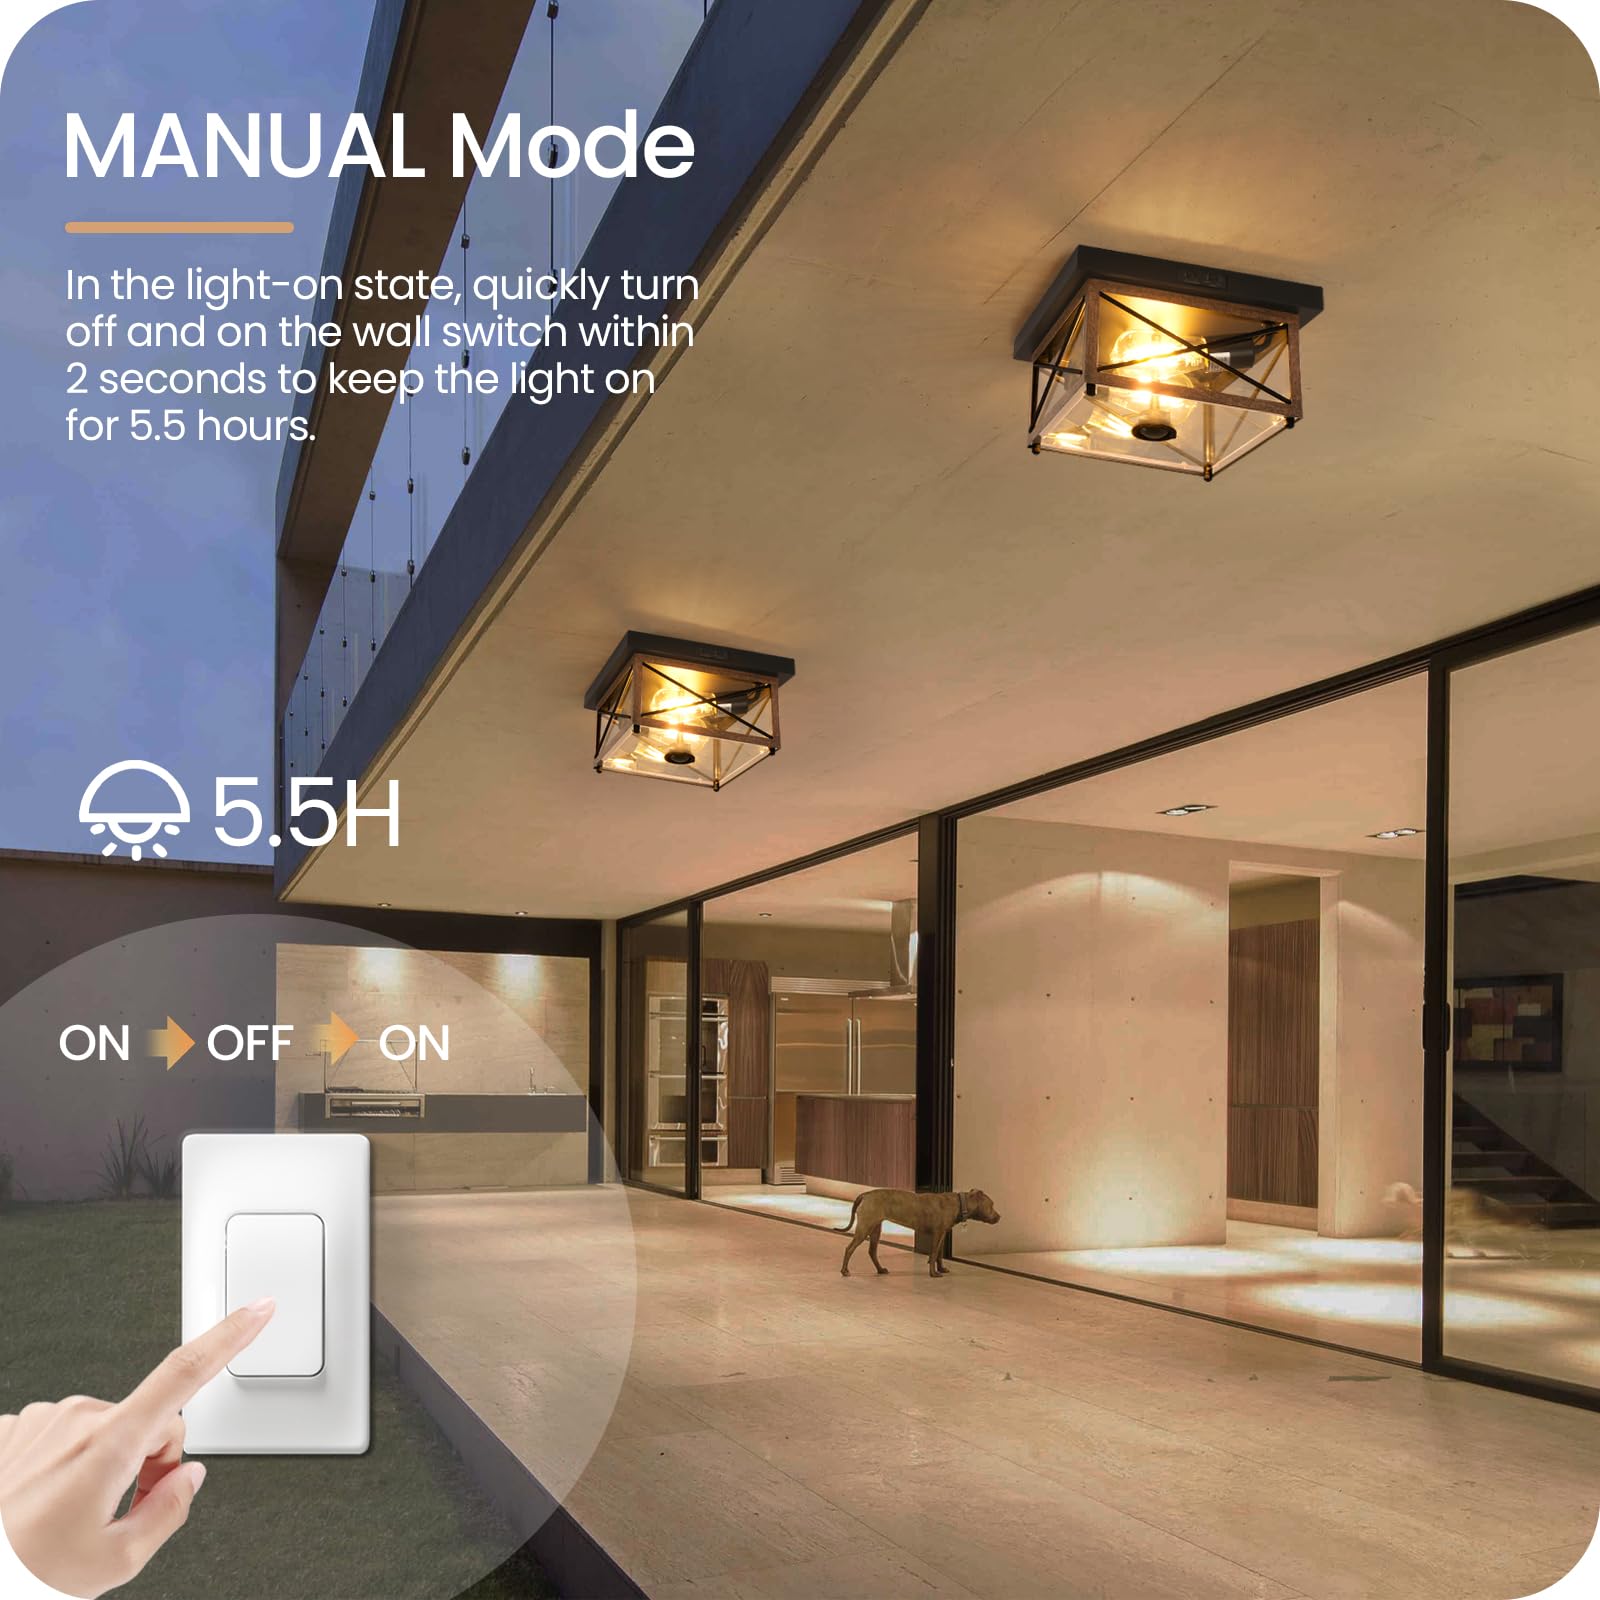 MANUAL Mode
In the light-on state, quickly turn
off and on the wall switch within
2 seconds to keep the light on
for 5.5 hours.
5.5H
ON OFF ON